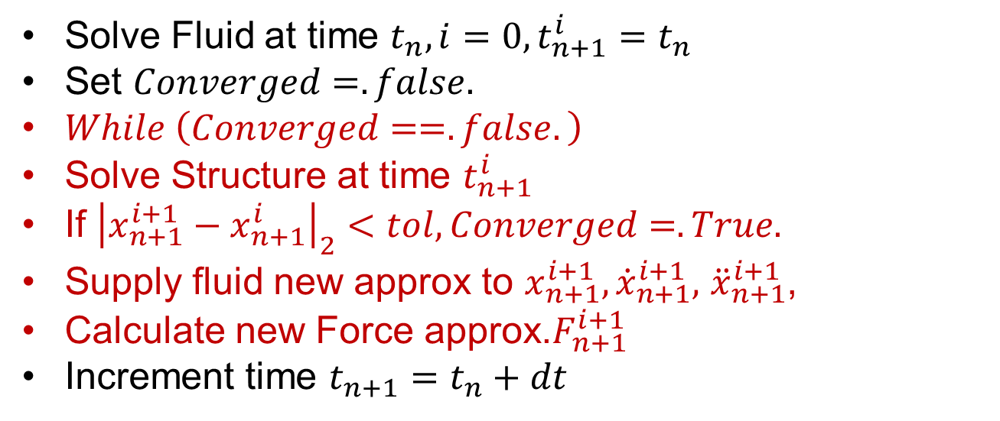 • Solve Fluid at time $t_n, i = 0, t_{n+1}^{i} = t_n$
• Set $Converged =. false.$
• $While (Converged ==. false.)$
• Solve Structure at time $t_{n+1}^{i}$
• If $\left|x_{n+1}^{i+1} - x_{n+1}^{i}\right|_2 < tol, Converged =. True.$
• Supply fluid new approx to $x_{n+1}^{i+1}, \dot{x}_{n+1}^{i+1}, \ddot{x}_{n+1}^{i+1},$
• Calculate new Force approx.$F_{n+1}^{i+1}$
• Increment time $t_{n+1} = t_n + dt$